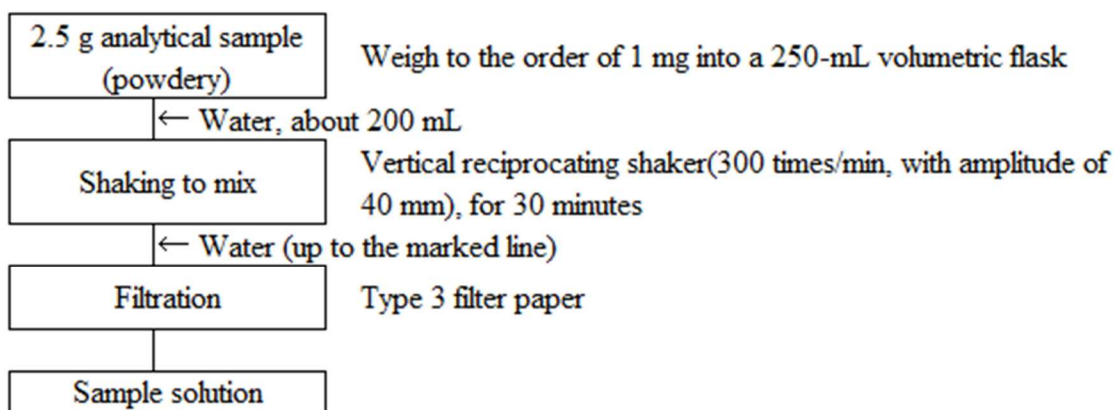 2.5 g analytical sample
(powdery)
Weigh to the order of 1 mg into a 250-mL volumetric flask
← Water, about 200 mL
Shaking to mix
Vertical reciprocating shaker(300 times/min, with amplitude of
40 mm), for 30 minutes
← Water (up to the marked line)
Filtration
Type 3 filter paper
Sample solution